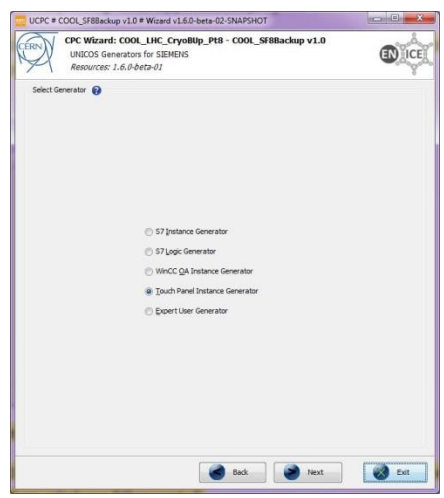 UCPC # COOL_SF8Backup v1.0 # Wizard v1.6.0-beta-02-SNAPSHOT
CERN
CPC Wizard: COOL_LHC_CryoBUp_Pt8 - COOL_SF8Backup v1.0
UNICOS Generators for SIEMENS
Resources: 1.6.0-beta-01
EN ICE
Select Generator ?
S7 Instance Generator
S7 Logic Generator
WinCC OA Instance Generator
Touch Panel Instance Generator
Expert User Generator
Back Next Exit